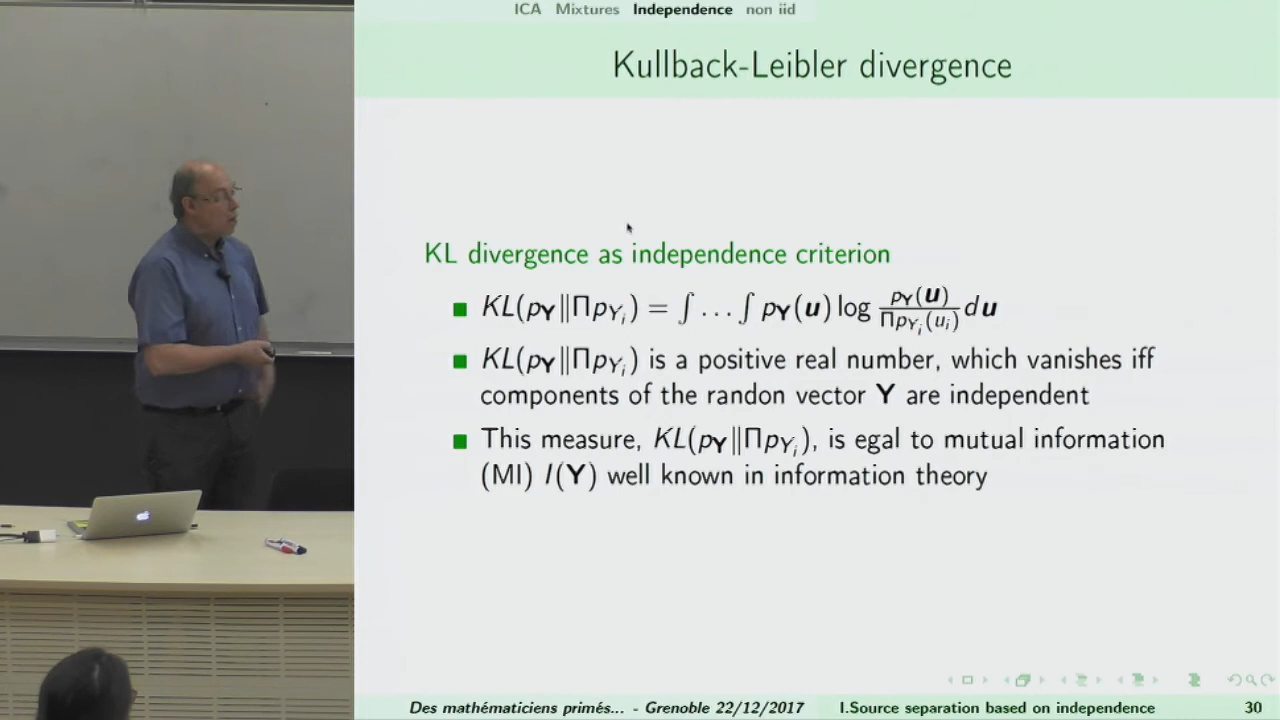 ICA Mixtures Independence non iid
Kullback-Leibler divergence
KL divergence as independence criterion
KL(p_Y‖Πp_{Y_i}) = ∫ … ∫ p_Y(u) log p_Y(u) / Πp_{Y_i}(u_i) du
KL(p_Y‖Πp_{Y_i}) is a positive real number, which vanishes iff
components of the randon vector Y are independent
This measure, KL(p_Y‖Πp_{Y_i}), is egal to mutual information
(MI) I(Y) well known in information theory
Des mathématiciens primés... - Grenoble 22/12/2017 I.Source separation based on independence 30